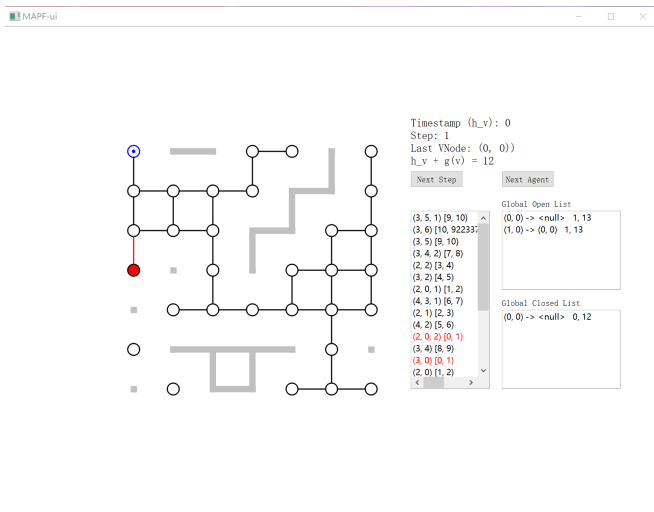 MAPF-ui
Timestamp (h_v): 0
Step: 1
Last VNode: (0, 0))
h_v + g(v) = 12
Next Step
Next Agent
Global Open List
(3, 5, 1) [9, 10)
(3, 6) [10, 922337
(3, 5) [9, 10)
(3, 4, 2) [7, 8)
(2, 2) [3, 4)
(3, 2) [4, 5)
(2, 0, 1) [1, 2)
(4, 3, 1) [6, 7)
(2, 1) [2, 3)
(4, 2) [5, 6)
(2, 0, 2) [0, 1)
(3, 4) [8, 9)
(3, 0) [0, 1)
(2, 0) [1, 2)
(0, 0) -> <null> 1, 13
(1, 0) -> (0, 0) 1, 13
Global Closed List
(0, 0) -> <null> 0, 12